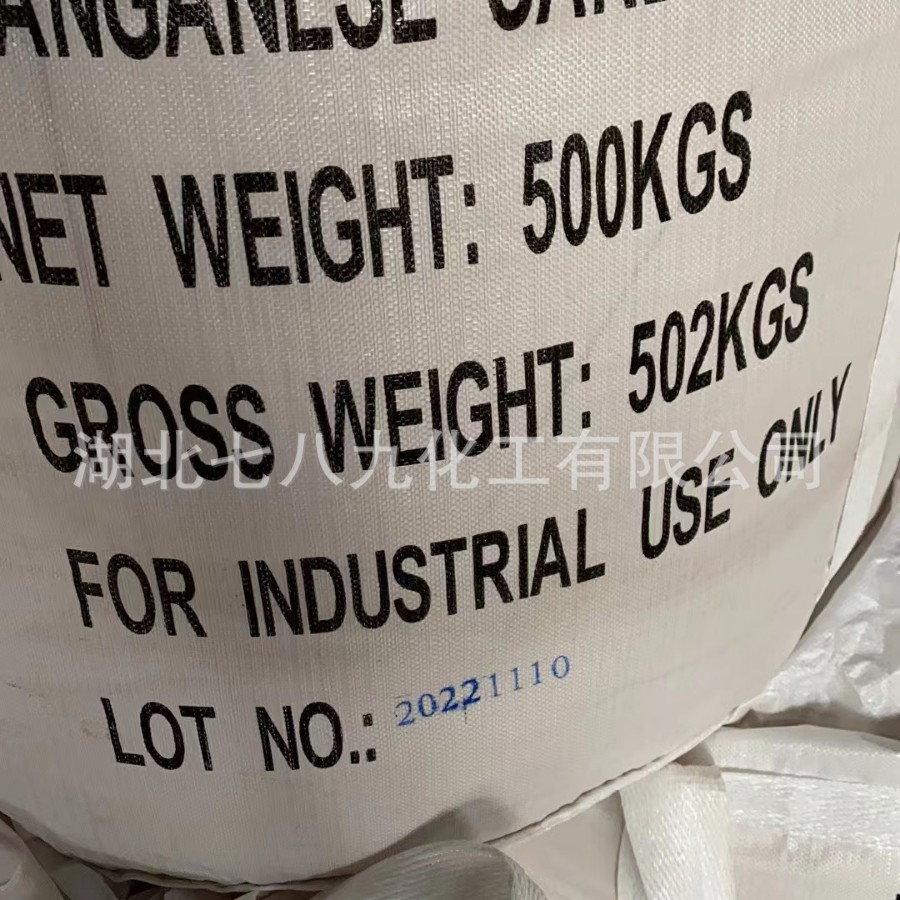 NET WEIGHT: 500KGS
GROSS WEIGHT: 502KGS
湖北七八九化工有限公司
FOR INDUSTRIAL USE ONLY
LOT NO.: 20221110